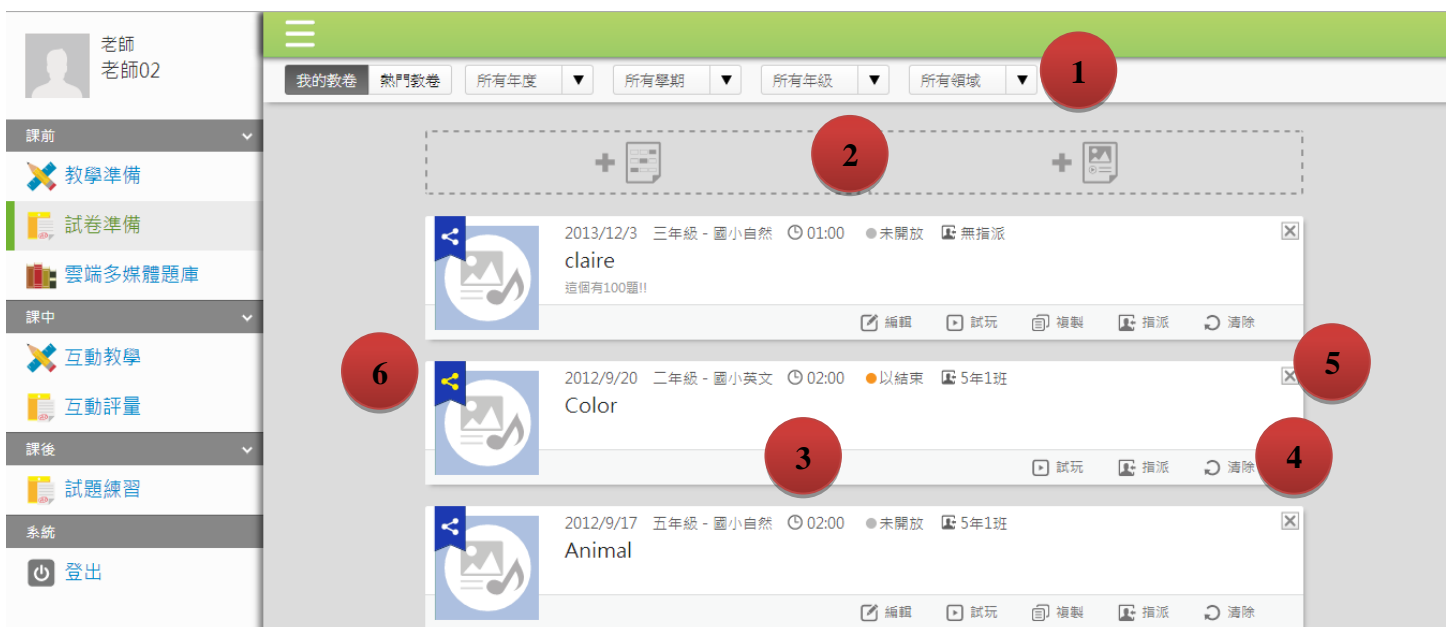 老師
老師02
課前
教學準備
試卷準備
雲端多媒體題庫
課中
互動教學
互動評量
課後
試題練習
系統
登出
我的教卷 熱門教卷 所有年度 ▼ 所有學期 ▼ 所有年級 ▼ 所有領域 ▼ 1
2
2013/12/3 三年級 - 國小自然 01:00 未開放 無指派
claire
這個有100題!!
編輯 試玩 複製 指派 清除
6
5
2012/9/20 二年級 - 國小英文 02:00 以結束 5年1班
Color
3
4
試玩 指派 清除
2012/9/17 五年級 - 國小自然 02:00 未開放 5年1班
Animal
編輯 試玩 複製 指派 清除